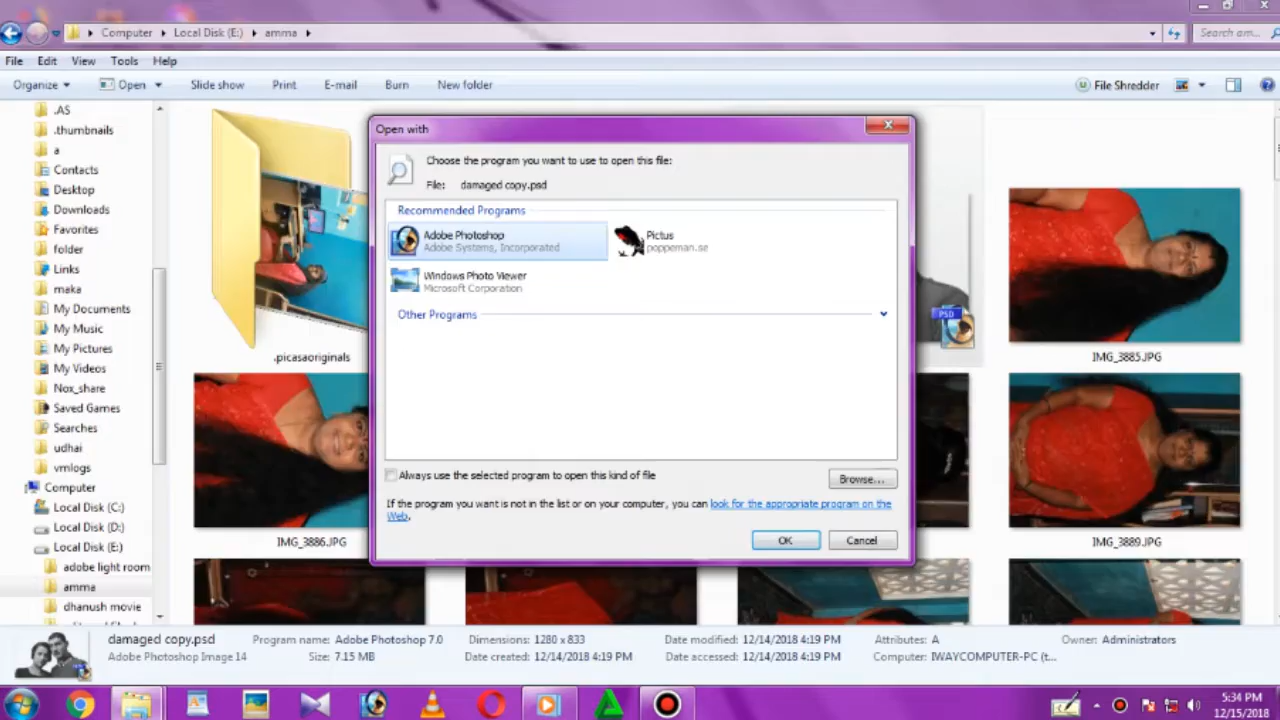 Computer
Local Disk (E:)
amma
Search am...
File Edit View Tools Help
Organize Open Slide show Print E-mail Burn New folder File Shredder
.AS
.thumbnails
a
Contacts
Desktop
Downloads
Favorites
folder
Links
maka
My Documents
My Music
My Pictures
My Videos
Nox_share
Saved Games
Searches
udhai
vmlogs
Computer
Local Disk (C:)
Local Disk (D:)
Local Disk (E:)
adobe light room
amma
dhanush movie
.picasaoriginals
IMG_3885.JPG
IMG_3886.JPG
IMG_3889.JPG
PSD
Open with
Choose the program you want to use to open this file:
File: damaged copy.psd
Recommended Programs
Adobe Photoshop
Adobe Systems, Incorporated
Pictus
poppeman.se
Windows Photo Viewer
Microsoft Corporation
Other Programs
Always use the selected program to open this kind of file
Browse...
If the program you want is not in the list or on your computer, you can look for the appropriate program on the
Web.
OK Cancel
damaged copy.psd Program name: Adobe Photoshop 7.0 Dimensions: 1280 x 833 Date modified: 12/14/2018 4:19 PM Attributes: A Owner: Administrators
Adobe Photoshop Image 14 Size: 7.15 MB Date created: 12/14/2018 4:19 PM Date accessed: 12/14/2018 4:19 PM Computer: IWAYCOMPUTER-PC (t...
5:34 PM
12/15/2018